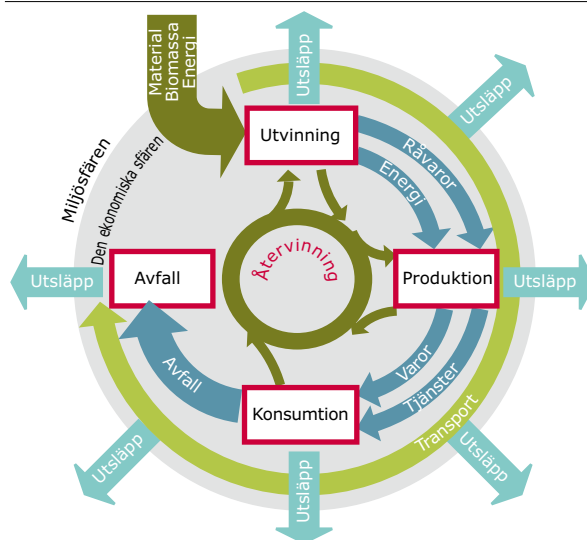 Material
Biomassa
Energi
Utsläpp
Utsläpp
Utvinning
Råvaror
Energi
Miljösfären
Den ekonomiska sfären
Återvinning
Utsläpp
Avfall
Produktion
Utsläpp
Avfall
Varor
Tjänster
Konsumtion
Transport
Utsläpp
Utsläpp
Utsläpp